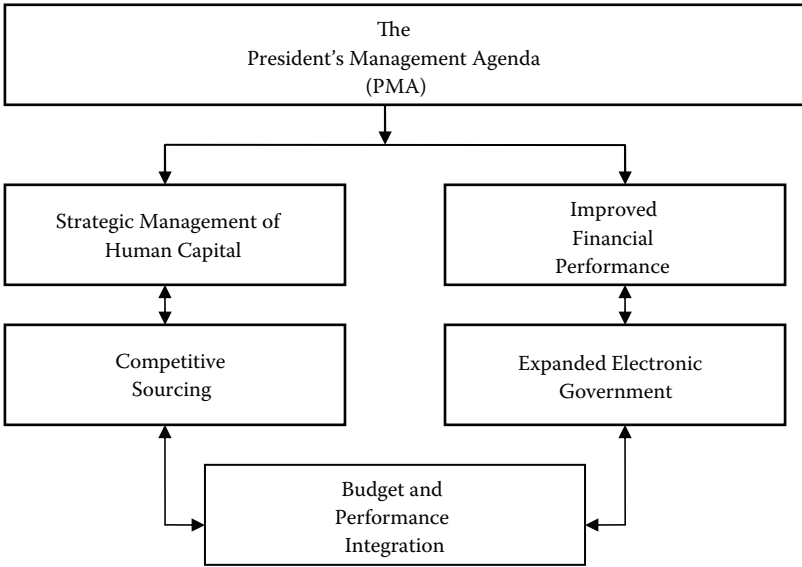 The
President’s Management Agenda
(PMA)
Strategic Management of
Human Capital
Improved
Financial
Performance
Competitive
Sourcing
Expanded Electronic
Government
Budget and
Performance
Integration